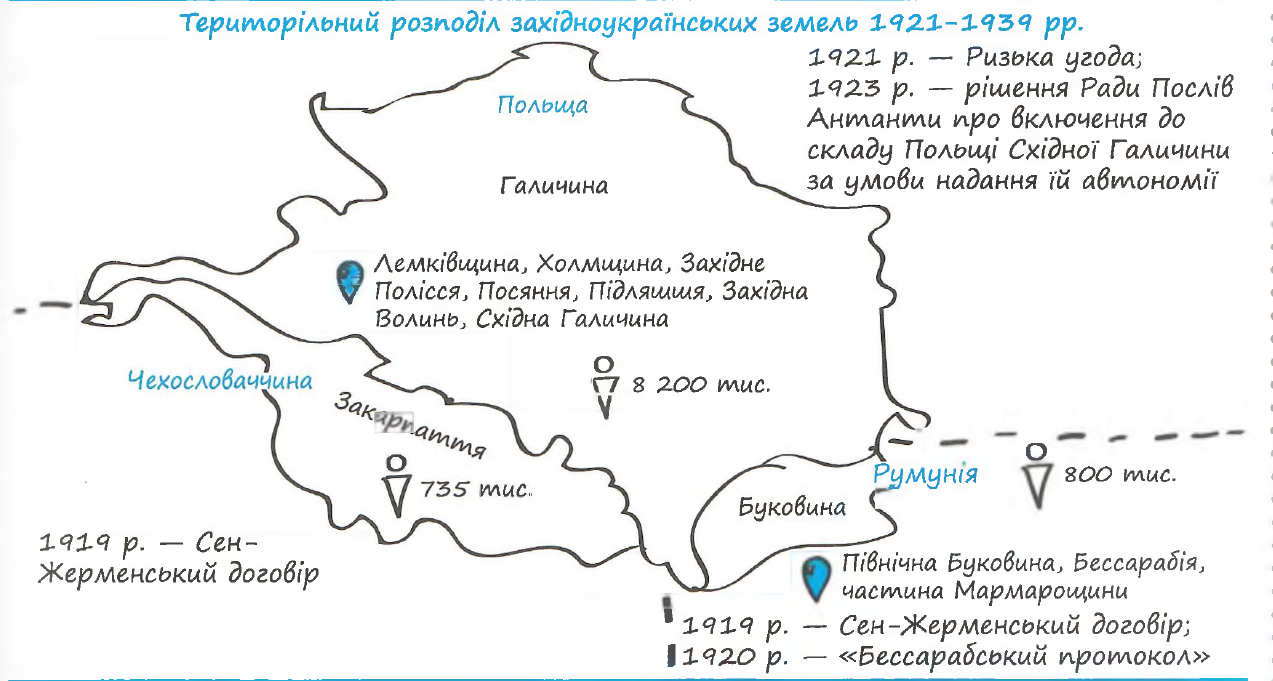 Територільний розподіл західноукраїнських земель 1921-1939 рр.
1921 р. — Ризька угода;
1923 р. — рішення Ради Послів
Антанти про включення до
складу Польщі Східної Галичини
за умови надання їй автономії
Польща
Галичина
Лемківщина, Холмщина, Західне
Полісся, Посяння, Підляшшя, Західна
Волинь, Східна Галичина
8 200 тис.
Чехословаччина
Закарпаття
735 тис.
1919 р. — Сен-
Жерменський договір
Румунія
800 тис.
Буковина
Північна Буковина, Бессарабія,
частина Мармарощини
1919 р. — Сен-Жерменський договір;
1920 р. — «Бессарабський протокол»